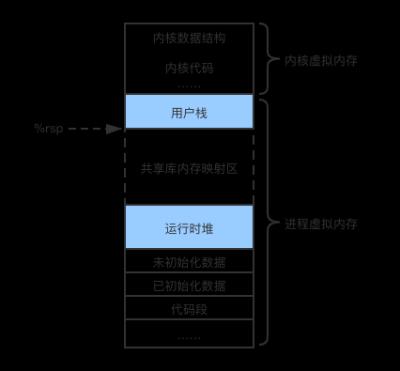 内核数据结构
内核代码
......
内核虚拟内存
用户栈
%rsp
共享库内存映射区
运行时堆
进程虚拟内存
未初始化数据
已初始化数据
代码段
......